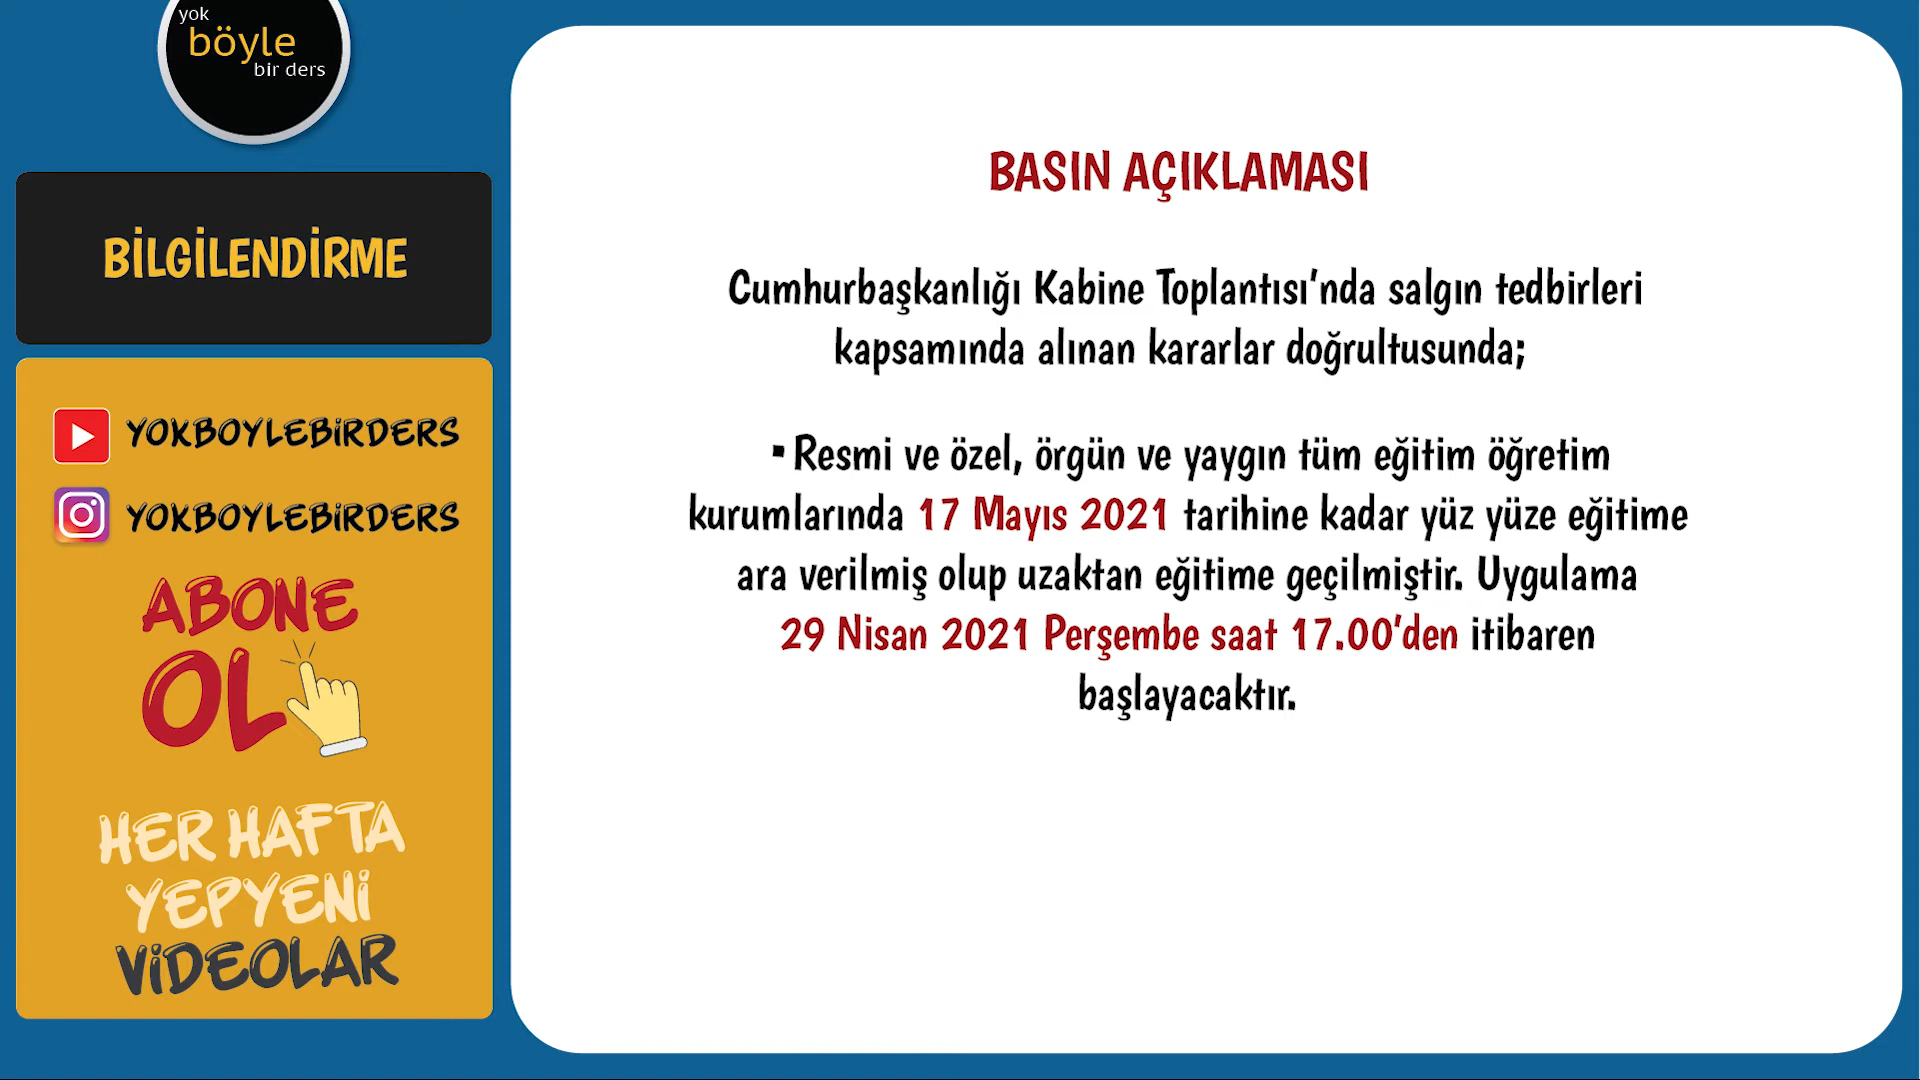 yok
böyle
bir ders
BİLGİLENDİRME
YOKBOYLEBİRDERS
YOKBOYLEBİRDERS
ABONE
OL
HER HAFTA
YEPYENİ
VİDEOLAR
BASIN AÇIKLAMASI
Cumhurbaşkanlığı Kabine Toplantısı'nda salgın tedbirleri
kapsamında alınan kararlar doğrultusunda;
▪ Resmi ve özel, örgün ve yaygın tüm eğitim öğretim
kurumlarında 17 Mayıs 2021 tarihine kadar yüz yüze eğitime
ara verilmiş olup uzaktan eğitime geçilmiştir. Uygulama
29 Nisan 2021 Perşembe saat 17.00'den itibaren
başlayacaktır.